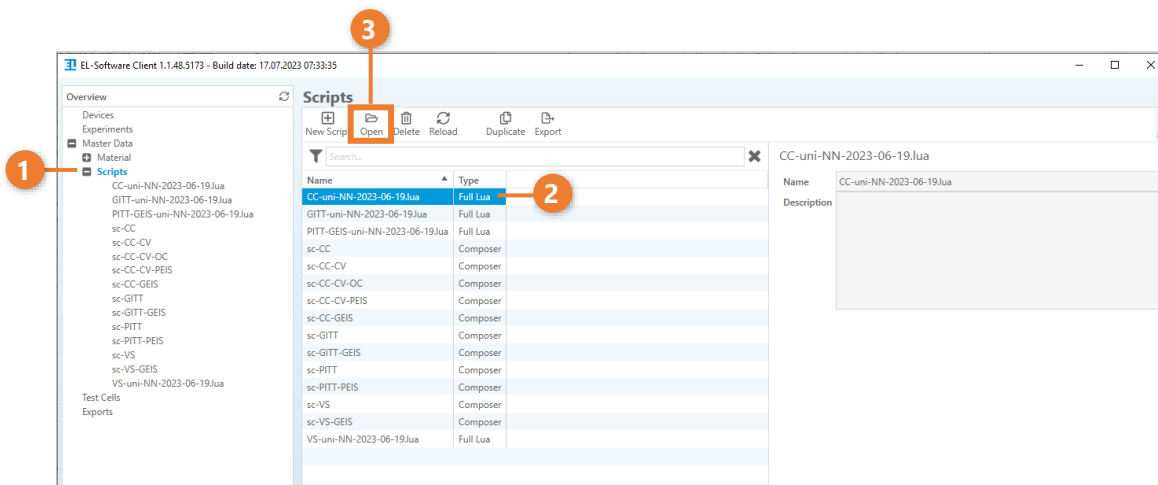 3
EL EL-Software Client 1.1.48.5173 - Build date: 17.07.2023 07:33:35
Overview
Devices
Experiments
Master Data
Material
1
Scripts
CC-uni-NN-2023-06-19.lua
GITT-uni-NN-2023-06-19.lua
PITT-GEIS-uni-NN-2023-06-19.lua
sc-CC
sc-CC-CV
sc-CC-CV-OC
sc-CC-CV-PEIS
sc-CC-GEIS
sc-GITT
sc-GITT-GEIS
sc-PITT
sc-PITT-PEIS
sc-VS
sc-VS-GEIS
VS-uni-NN-2023-06-19.lua
Test Cells
Exports
Scripts
New Script Open Delete Reload Duplicate Export
Search...
Name Type
CC-uni-NN-2023-06-19.lua Full Lua 2
GITT-uni-NN-2023-06-19.lua Full Lua
PITT-GEIS-uni-NN-2023-06-19.lua Full Lua
sc-CC Composer
sc-CC-CV Composer
sc-CC-CV-OC Composer
sc-CC-CV-PEIS Composer
sc-CC-GEIS Composer
sc-GITT Composer
sc-GITT-GEIS Composer
sc-PITT Composer
sc-PITT-PEIS Composer
sc-VS Composer
sc-VS-GEIS Composer
VS-uni-NN-2023-06-19.lua Full Lua
CC-uni-NN-2023-06-19.lua
Name CC-uni-NN-2023-06-19.lua
Description